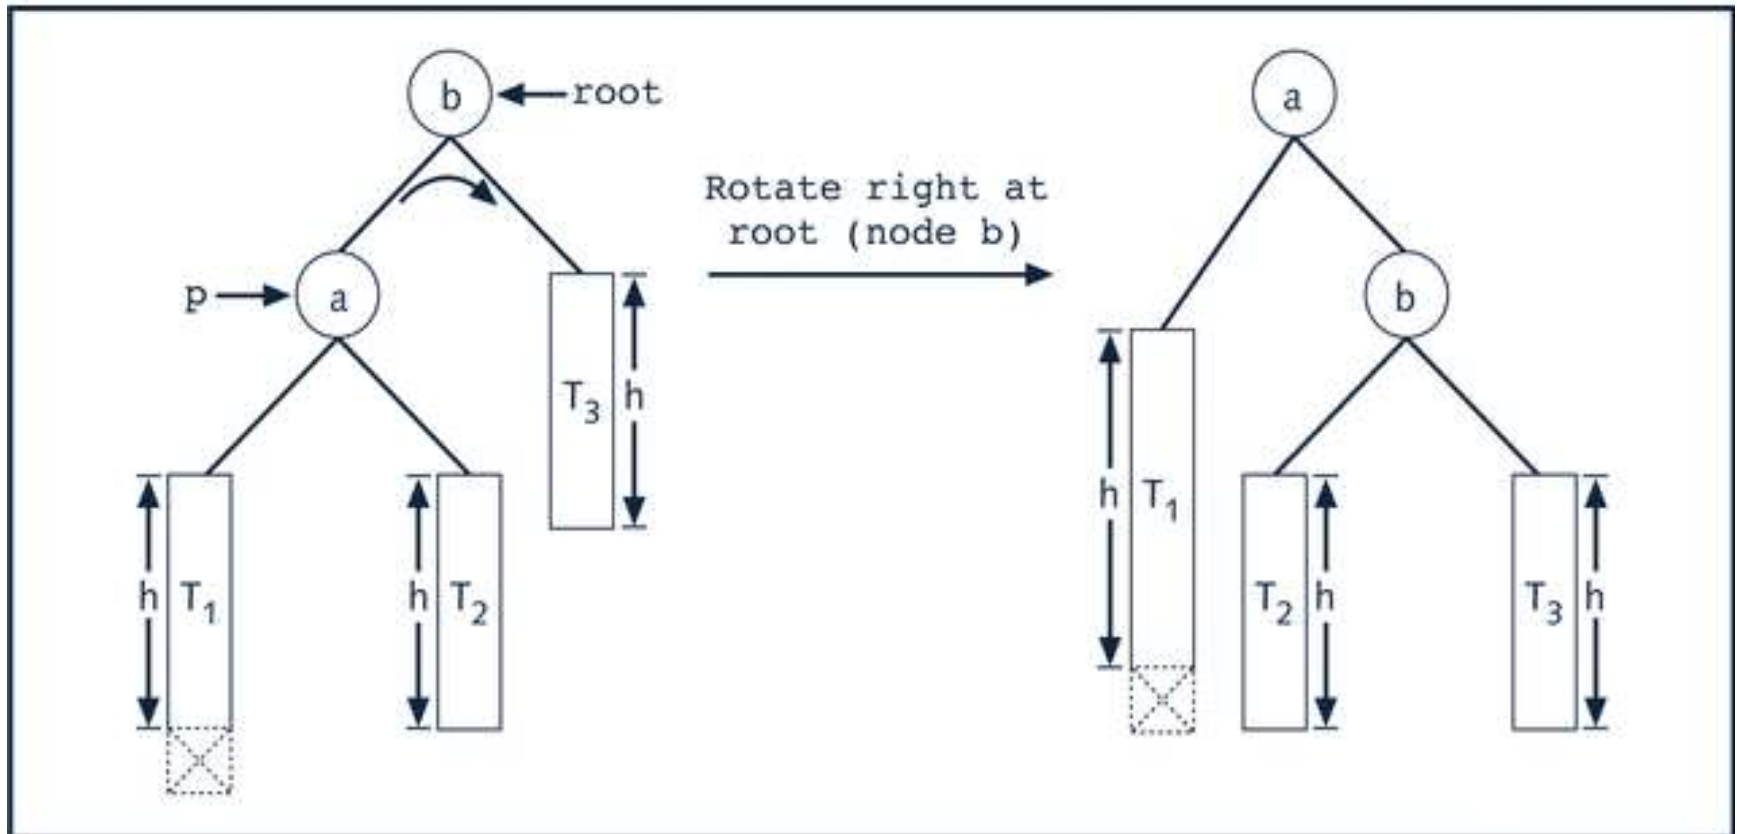 b
root
a
Rotate right at
root (node b)
p
a
b
T3
h
h
T1
h
T1
h
T2
T2
h
T3
h